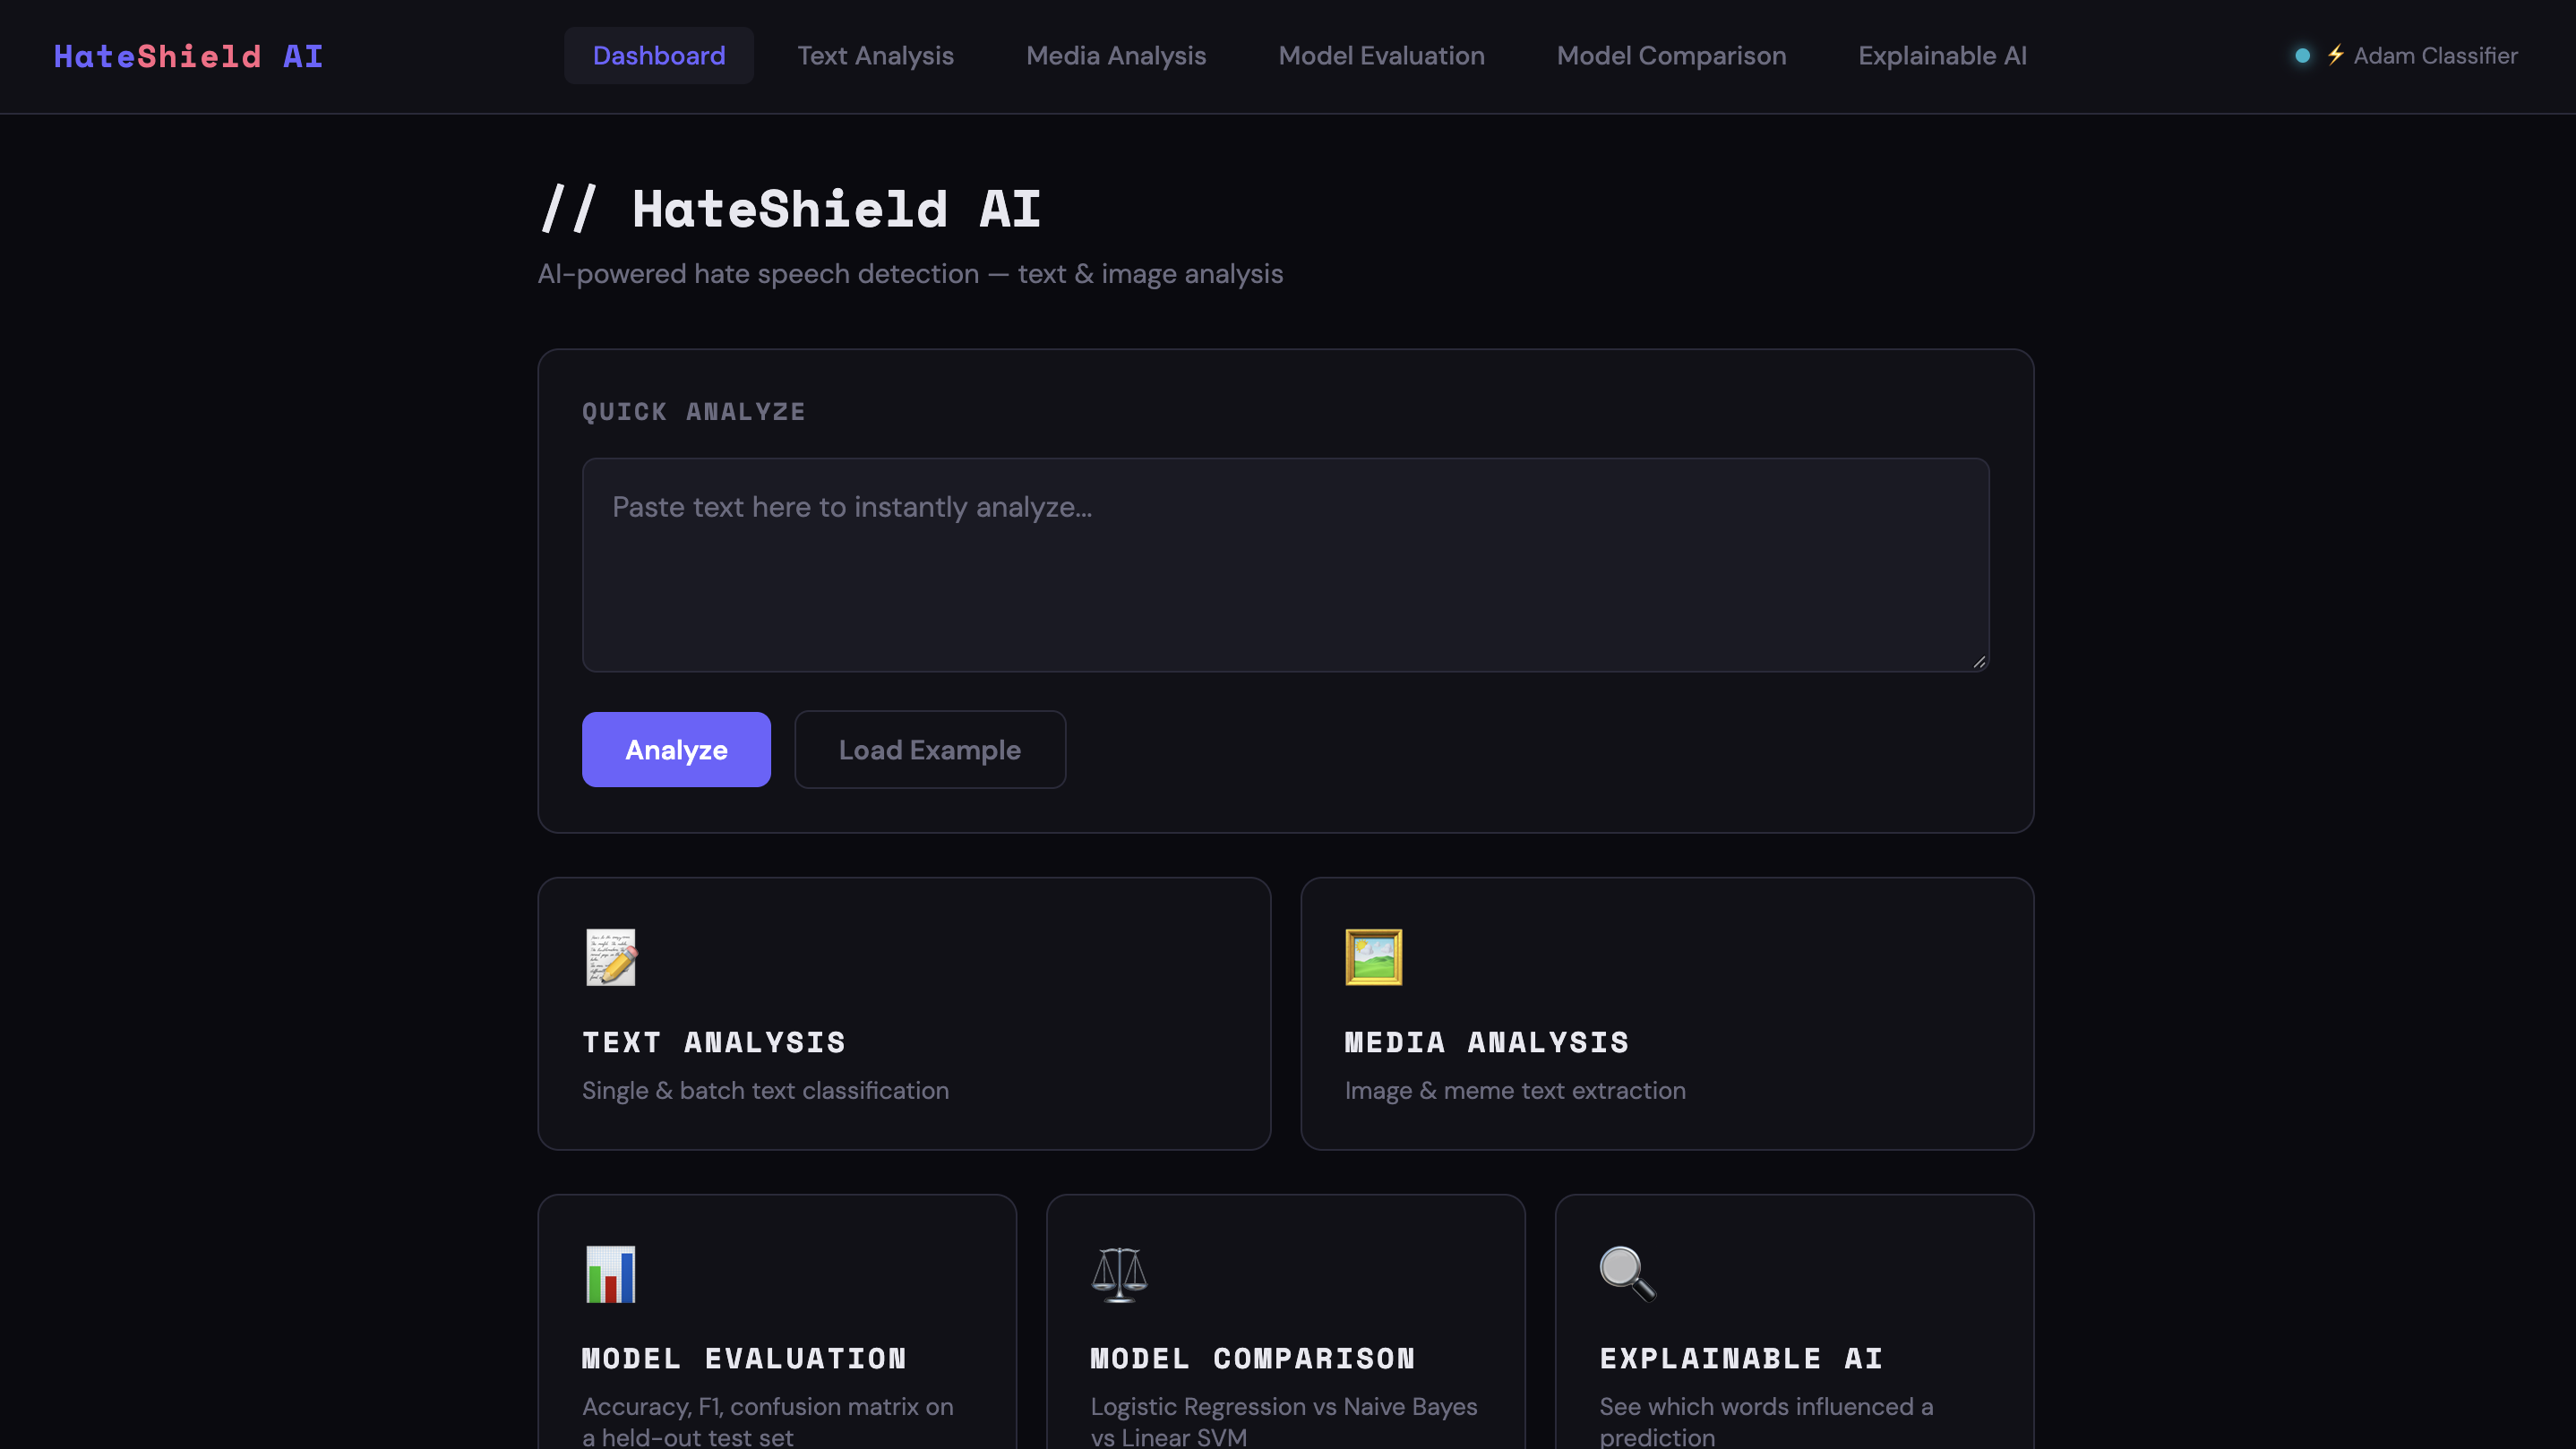 HateShield AI
Dashboard
Text Analysis
Media Analysis
Model Evaluation
Model Comparison
Explainable AI
⚡ Adam Classifier
// HateShield AI
AI-powered hate speech detection — text & image analysis
QUICK ANALYZE
Paste text here to instantly analyze...
Analyze
Load Example
TEXT ANALYSIS
Single & batch text classification
MEDIA ANALYSIS
Image & meme text extraction
MODEL EVALUATION
Accuracy, F1, confusion matrix on
a held-out test set
MODEL COMPARISON
Logistic Regression vs Naive Bayes
vs Linear SVM
EXPLAINABLE AI
See which words influenced a
prediction